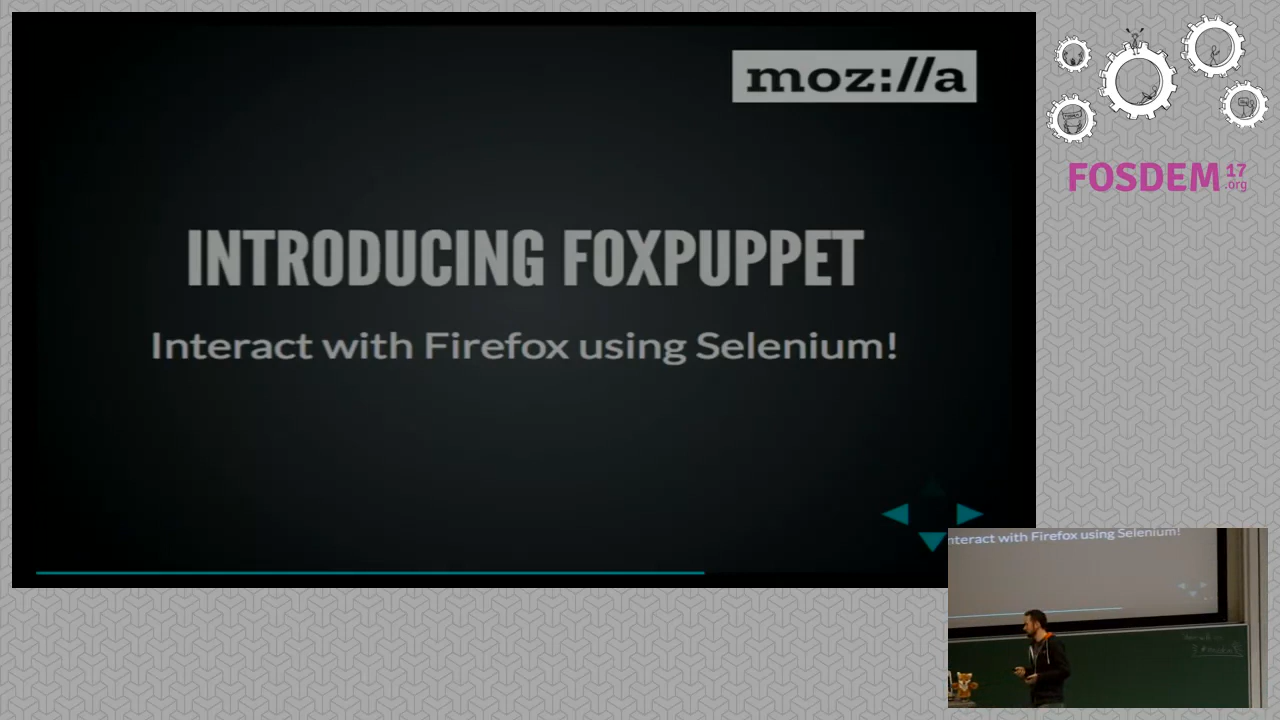 moz://a
INTRODUCING FOXPUPPET
Interact with Firefox using Selenium!
FOSDEM 17
.org
nteract with Firefox using Selenium!